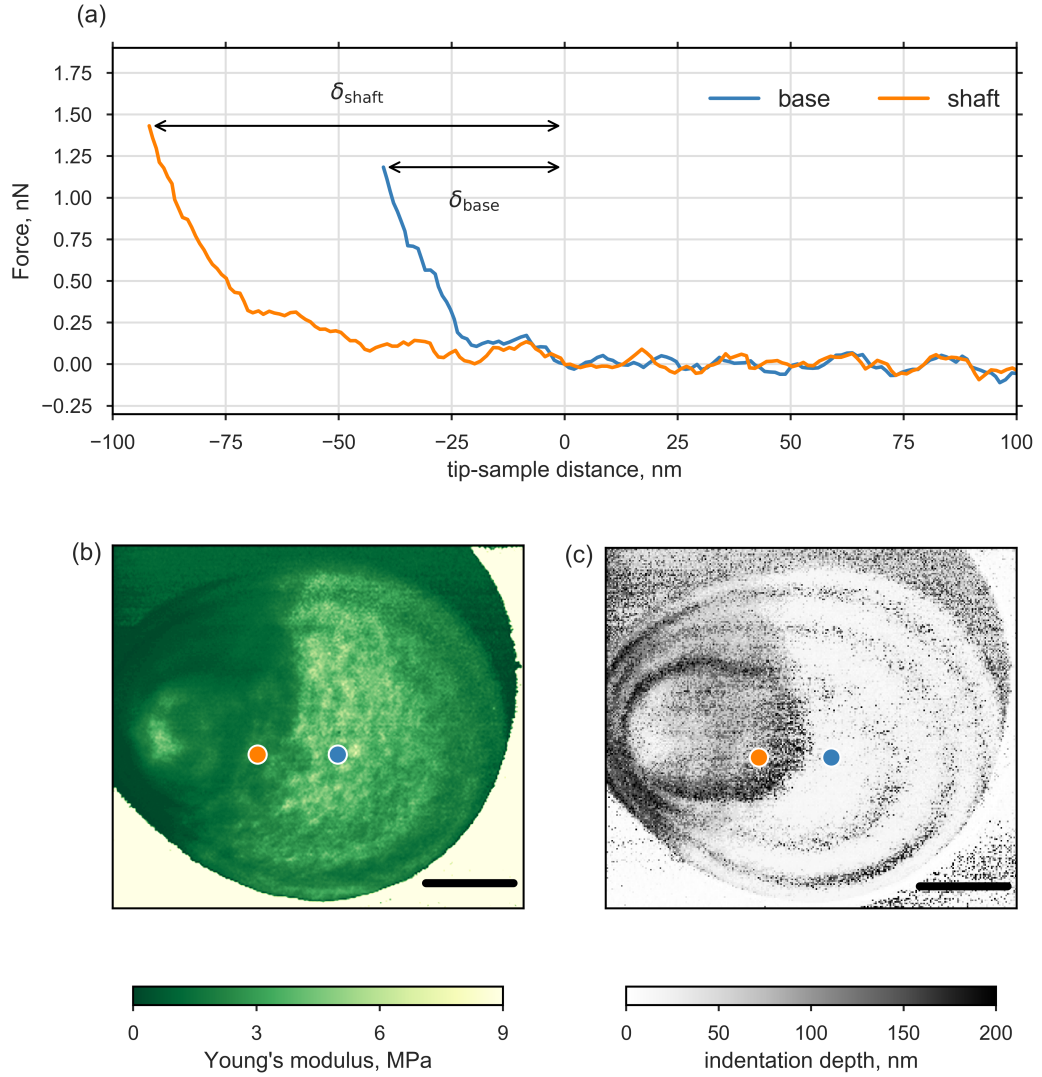 (a)
1.75
1.50
1.25
1.00
0.75
0.50
0.25
0.00
−0.25
Force, nN
δshaft
δbase
base
shaft
−100 −75 −50 −25 0 25 50 75 100
tip-sample distance, nm
(b)
(c)
0 3 6 9
Young's modulus, MPa
0 50 100 150 200
indentation depth, nm